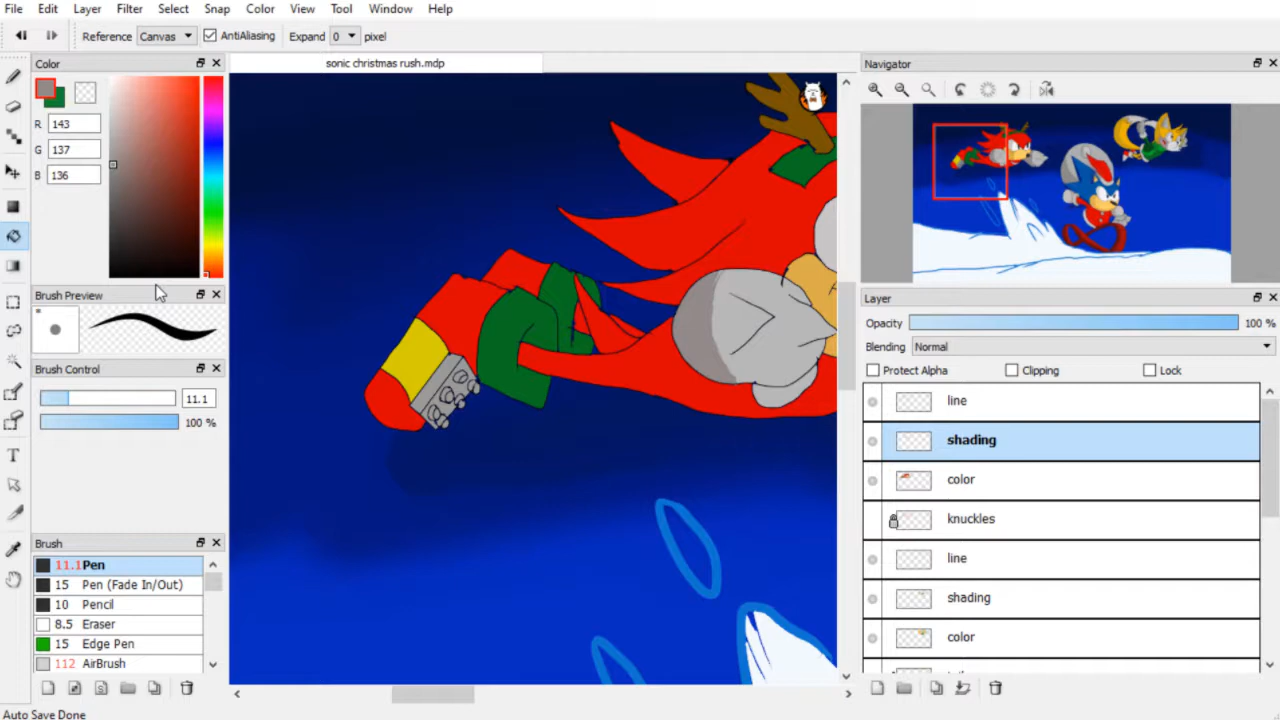 File Edit Layer Filter Select Snap Color View Tool Window Help
Reference Canvas AntiAliasing Expand 0 pixel
Color
sonic christmas rush.mdp
Navigator
R 143
G 137
B 136
Brush Preview
Layer
Opacity 100 %
Blending Normal
Protect Alpha Clipping Lock
Brush Control
11.1
100 %
line
shading
color
knuckles
line
shading
color
Brush
11.1 Pen
15 Pen (Fade In/Out)
10 Pencil
8.5 Eraser
15 Edge Pen
112 AirBrush
Auto Save Done